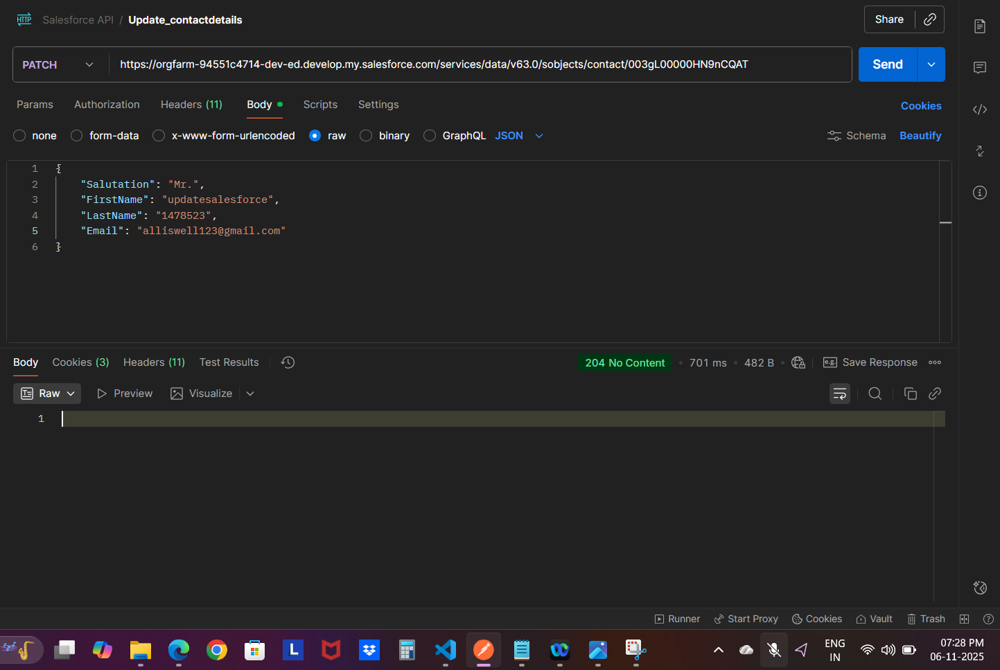 HTTP Salesforce API / Update_contactdetails Share
PATCH https://orgfarm-94551c4714-dev-ed.develop.my.salesforce.com/services/data/v63.0/sobjects/contact/003gL00000HN9nCQAT Send
Params Authorization Headers (11) Body Scripts Settings Cookies
none form-data x-www-form-urlencoded raw binary GraphQL JSON Schema Beautify
1 {
2 "Salutation": "Mr.",
3 "FirstName": "updatesalesforce",
4 "LastName": "1478523",
5 "Email": "alliswell123@gmail.com"
6 }
Body Cookies (3) Headers (11) Test Results 204 No Content • 701 ms • 482 B • e.g. Save Response
Raw Preview Visualize
1
Runner Start Proxy Cookies Vault Trash
L ENG 07:28 PM
IN 06-11-2025